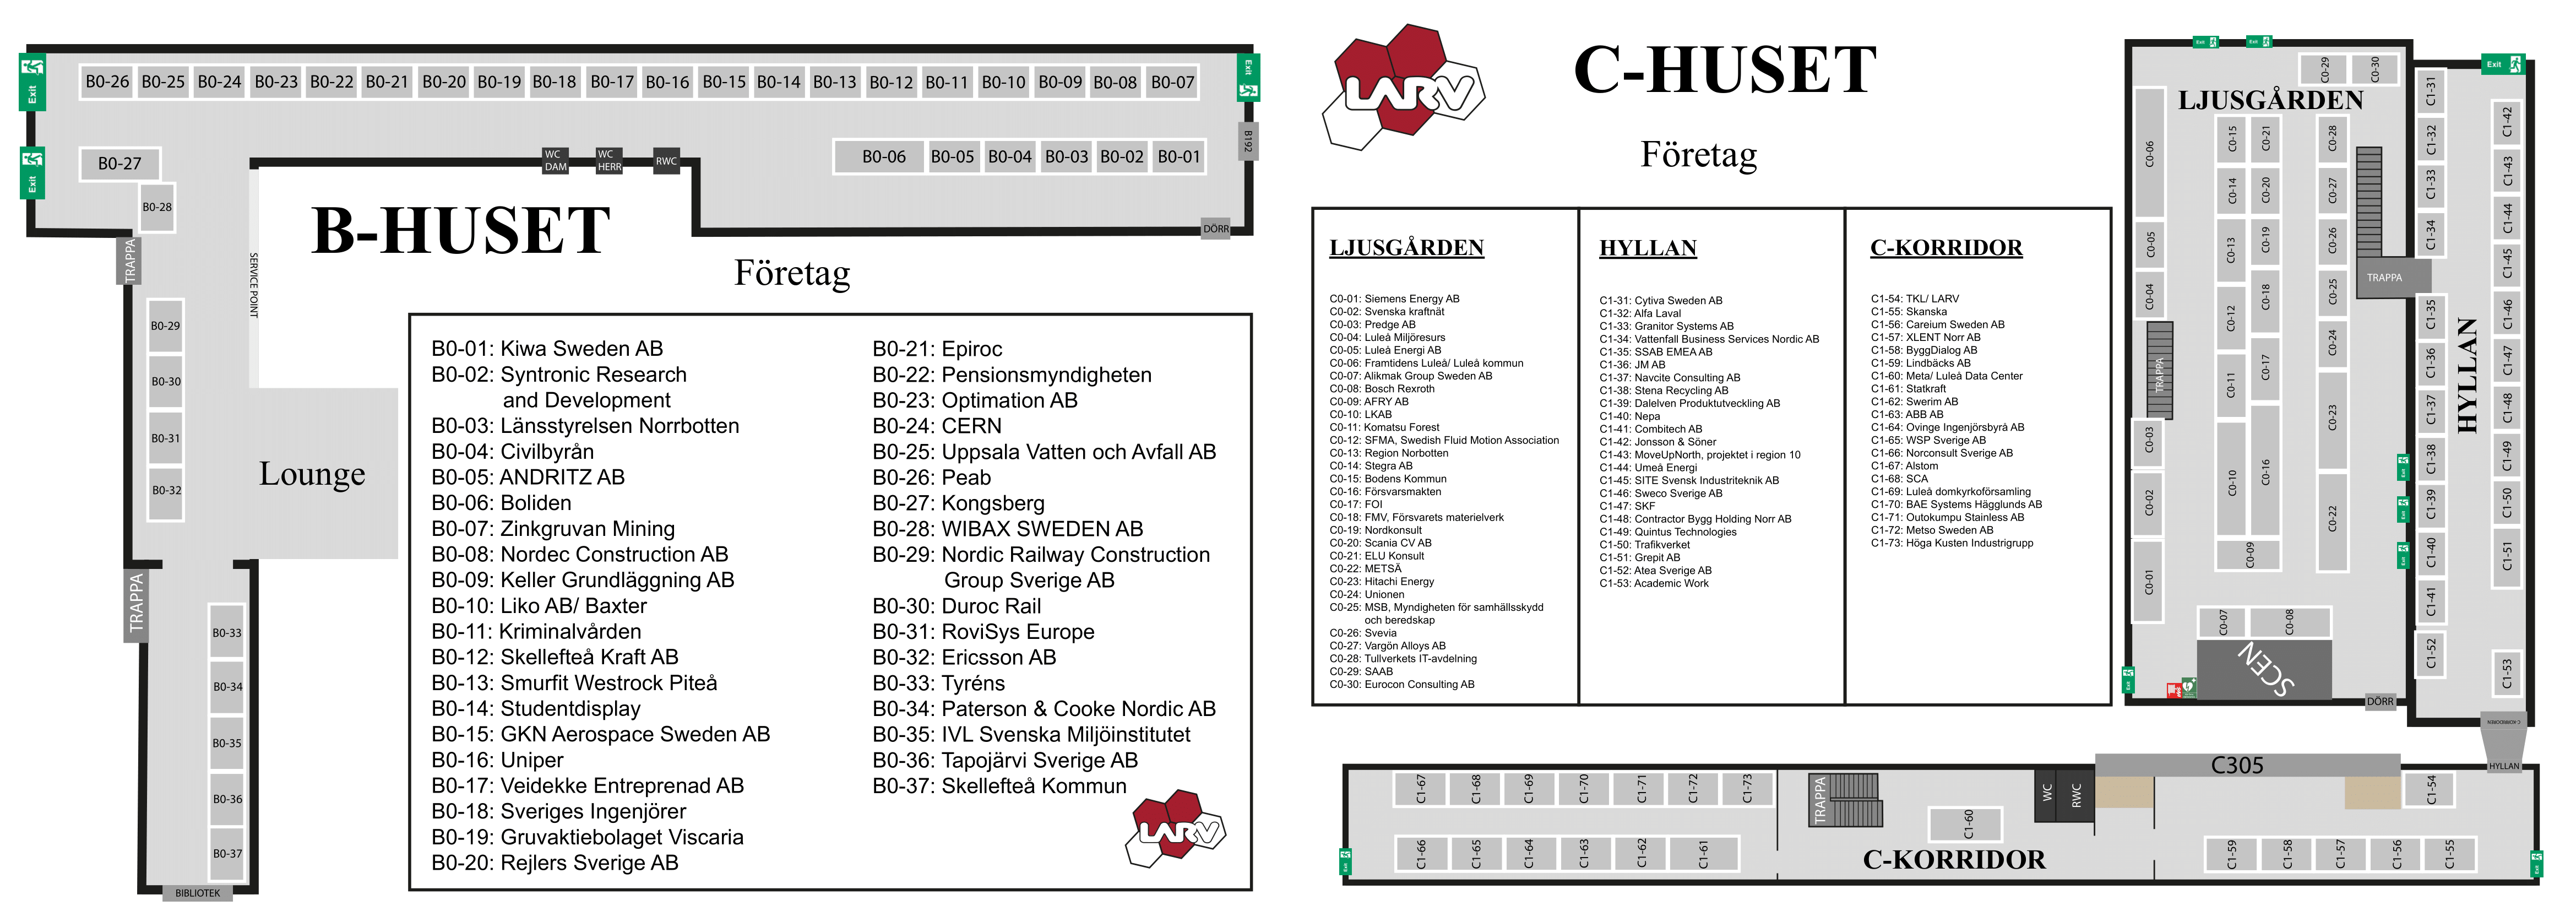 Exit
B0-26 B0-25 B0-24 B0-23 B0-22 B0-21 B0-20 B0-19 B0-18 B0-17 B0-16 B0-15 B0-14 B0-13 B0-12 B0-11 B0-10 B0-09 B0-08 B0-07
Exit
B192
Exit
B0-27
B0-28
WC DAM
WC HERR
RWC
B0-06 B0-05 B0-04 B0-03 B0-02 B0-01
DÖRR
TRAPPA
SERVICE POINT
B-HUSET
Företag
B0-29
B0-30
B0-31
B0-32
Lounge
TRAPPA
B0-33
B0-34
B0-35
B0-36
B0-37
BIBLIOTEK
B0-01: Kiwa Sweden AB
B0-02: Syntronic Research
and Development
B0-03: Länsstyrelsen Norrbotten
B0-04: Civilbyrån
B0-05: ANDRITZ AB
B0-06: Boliden
B0-07: Zinkgruvan Mining
B0-08: Nordec Construction AB
B0-09: Keller Grundläggning AB
B0-10: Liko AB/ Baxter
B0-11: Kriminalvården
B0-12: Skellefteå Kraft AB
B0-13: Smurfit Westrock Piteå
B0-14: Studentdisplay
B0-15: GKN Aerospace Sweden AB
B0-16: Uniper
B0-17: Veidekke Entreprenad AB
B0-18: Sveriges Ingenjörer
B0-19: Gruvaktiebolaget Viscaria
B0-20: Rejlers Sverige AB
B0-21: Epiroc
B0-22: Pensionsmyndigheten
B0-23: Optimation AB
B0-24: CERN
B0-25: Uppsala Vatten och Avfall AB
B0-26: Peab
B0-27: Kongsberg
B0-28: WIBAX SWEDEN AB
B0-29: Nordic Railway Construction
Group Sverige AB
B0-30: Duroc Rail
B0-31: RoviSys Europe
B0-32: Ericsson AB
B0-33: Tyréns
B0-34: Paterson & Cooke Nordic AB
B0-35: IVL Svenska Miljöinstitutet
B0-36: Tapojärvi Sverige AB
B0-37: Skellefteå Kommun
LARV
LARV
C-HUSET
Företag
LJUSGÅRDEN
C0-01: Siemens Energy AB
C0-02: Svenska kraftnät
C0-03: Predge AB
C0-04: Luleå Miljöresurs
C0-05: Luleå Energi AB
C0-06: Framtidens Luleå/ Luleå kommun
C0-07: Alikmak Group Sweden AB
C0-08: Bosch Rexroth
C0-09: AFRY AB
C0-10: LKAB
C0-11: Komatsu Forest
C0-12: SFMA, Swedish Fluid Motion Association
C0-13: Region Norbotten
C0-14: Stegra AB
C0-15: Bodens Kommun
C0-16: Försvarsmakten
C0-17: FOI
C0-18: FMV, Försvarets materielverk
C0-19: Nordkonsult
C0-20: Scania CV AB
C0-21: ELU Konsult
C0-22: METSÄ
C0-23: Hitachi Energy
C0-24: Unionen
C0-25: MSB, Myndigheten för samhällsskydd
och beredskap
C0-26: Svevia
C0-27: Vargön Alloys AB
C0-28: Tullverkets IT-avdelning
C0-29: SAAB
C0-30: Eurocon Consulting AB
HYLLAN
C1-31: Cytiva Sweden AB
C1-32: Alfa Laval
C1-33: Granitor Systems AB
C1-34: Vattenfall Business Services Nordic AB
C1-35: SSAB EMEA AB
C1-36: JM AB
C1-37: Navcite Consulting AB
C1-38: Stena Recycling AB
C1-39: Dalelven Produktutveckling AB
C1-40: Nepa
C1-41: Combitech AB
C1-42: Jonsson & Söner
C1-43: MoveUpNorth, projektet i region 10
C1-44: Umeå Energi
C1-45: SITE Svensk Industriteknik AB
C1-46: Sweco Sverige AB
C1-47: SKF
C1-48: Contractor Bygg Holding Norr AB
C1-49: Quintus Technologies
C1-50: Trafikverket
C1-51: Grepit AB
C1-52: Atea Sverige AB
C1-53: Academic Work
C-KORRIDOR
C1-54: TKL/ LARV
C1-55: Skanska
C1-56: Careium Sweden AB
C1-57: XLENT Norr AB
C1-58: ByggDialog AB
C1-59: Lindbäcks AB
C1-60: Meta/ Luleå Data Center
C1-61: Statkraft
C1-62: Swerim AB
C1-63: ABB AB
C1-64: Ovinge Ingenjörsbyrå AB
C1-65: WSP Sverige AB
C1-66: Norconsult Sverige AB
C1-67: Alstom
C1-68: SCA
C1-69: Luleå domkyrkoförsamling
C1-70: BAE Systems Hägglunds AB
C1-71: Outokumpu Stainless AB
C1-72: Metso Sweden AB
C1-73: Höga Kusten Industrigrupp
Exit
Exit
C0-29 C0-30
LJUSGÅRDEN
C0-06
C0-05
C0-04
TRAPPA
C0-03
C0-02
C0-01
C0-15
C0-14
C0-13
C0-12
C0-11
C0-10
C0-21
C0-20
C0-19
C0-18
C0-17
C0-16
C0-09
C0-28
C0-27
C0-26
C0-25
C0-24
C0-23
C0-22
TRAPPA
C0-07 C0-08
SCEN
DÖRR
Exit
Exit
Exit
Exit
Exit
C1-31
C1-32
C1-33
C1-34
C1-35
C1-36
C1-37
C1-38
C1-39
C1-40
C1-41
C1-52
HYLLAN
C1-42
C1-43
C1-44
C1-45
C1-46
C1-47
C1-48
C1-49
C1-50
C1-51
C1-53
C-KORRIDOREN
HYLLAN
C305
C1-67 C1-68 C1-69 C1-70 C1-71 C1-72 C1-73
TRAPPA
WC
RWC
C1-54
C1-60
C1-66 C1-65 C1-64 C1-63 C1-62 C1-61
C-KORRIDOR
C1-59 C1-58 C1-57 C1-56 C1-55
Exit
Exit